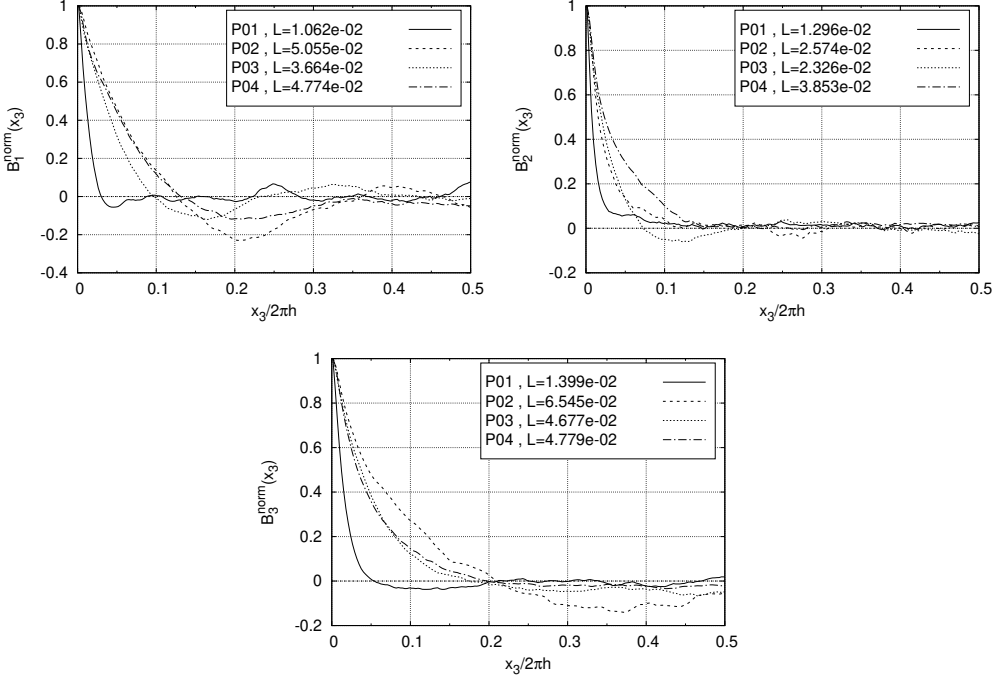 B₁ⁿᵒʳᵐ(x₃)
1
0.8
0.6
0.4
0.2
0
-0.2
-0.4
P01 , L=1.062e-02
P02 , L=5.055e-02
P03 , L=3.664e-02
P04 , L=4.774e-02
0 0.1 0.2 0.3 0.4 0.5
x₃/2πh
B₂ⁿᵒʳᵐ(x₃)
1
0.8
0.6
0.4
0.2
0
-0.2
P01 , L=1.296e-02
P02 , L=2.574e-02
P03 , L=2.326e-02
P04 , L=3.853e-02
0 0.1 0.2 0.3 0.4 0.5
x₃/2πh
B₃ⁿᵒʳᵐ(x₃)
1
0.8
0.6
0.4
0.2
0
-0.2
P01 , L=1.399e-02
P02 , L=6.545e-02
P03 , L=4.677e-02
P04 , L=4.779e-02
0 0.1 0.2 0.3 0.4 0.5
x₃/2πh